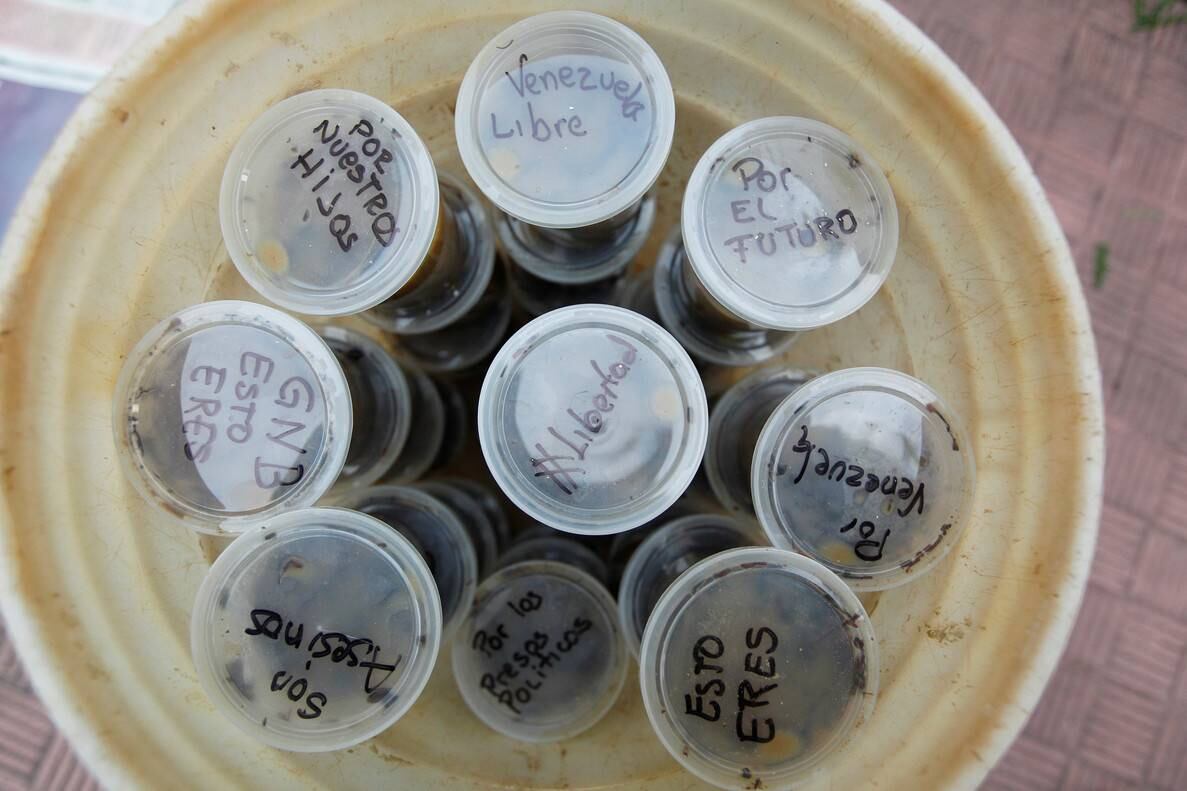 Venezuela
Libre
POR
NUESTROS
HIJOS
Por
EL
FUTURO
GNB
ESTO
ERES
#Libertad
Por
Venezuela
Son
Asesinos
Por los
Presos
Politicos
ESTO
ERES